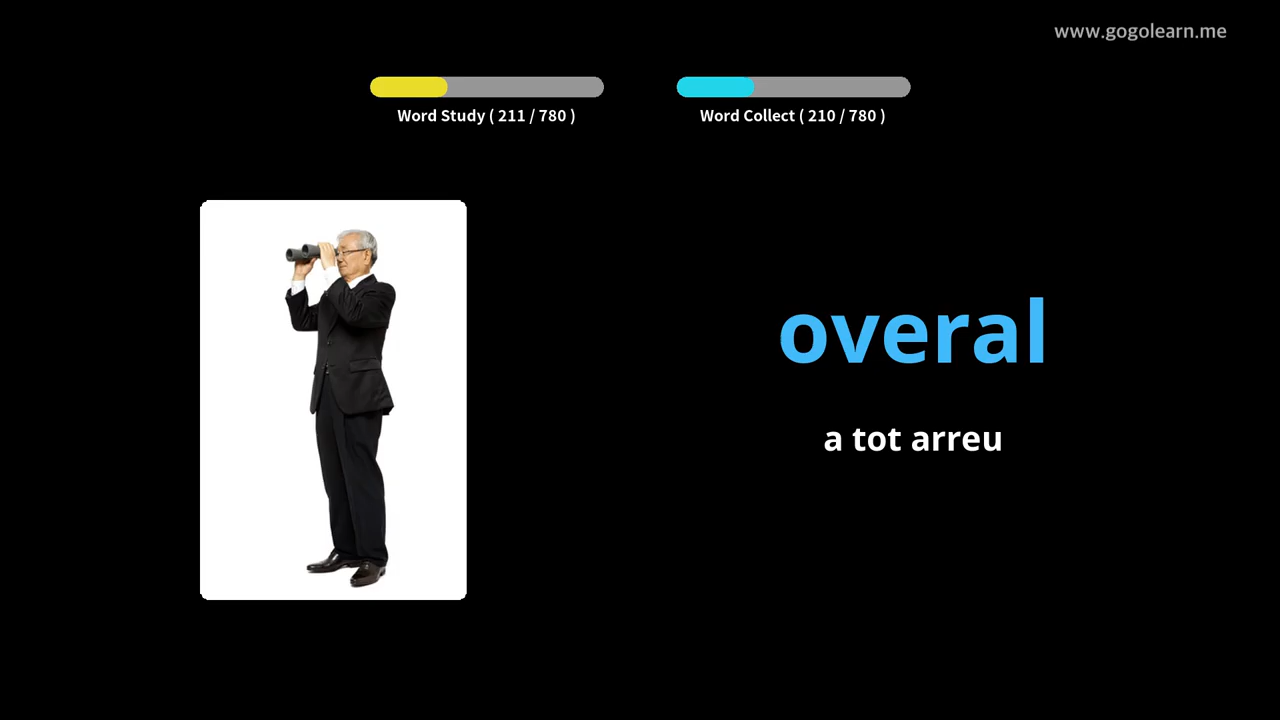 www.gogolearn.me
Word Study ( 211 / 780 )
Word Collect ( 210 / 780 )
overal
a tot arreu